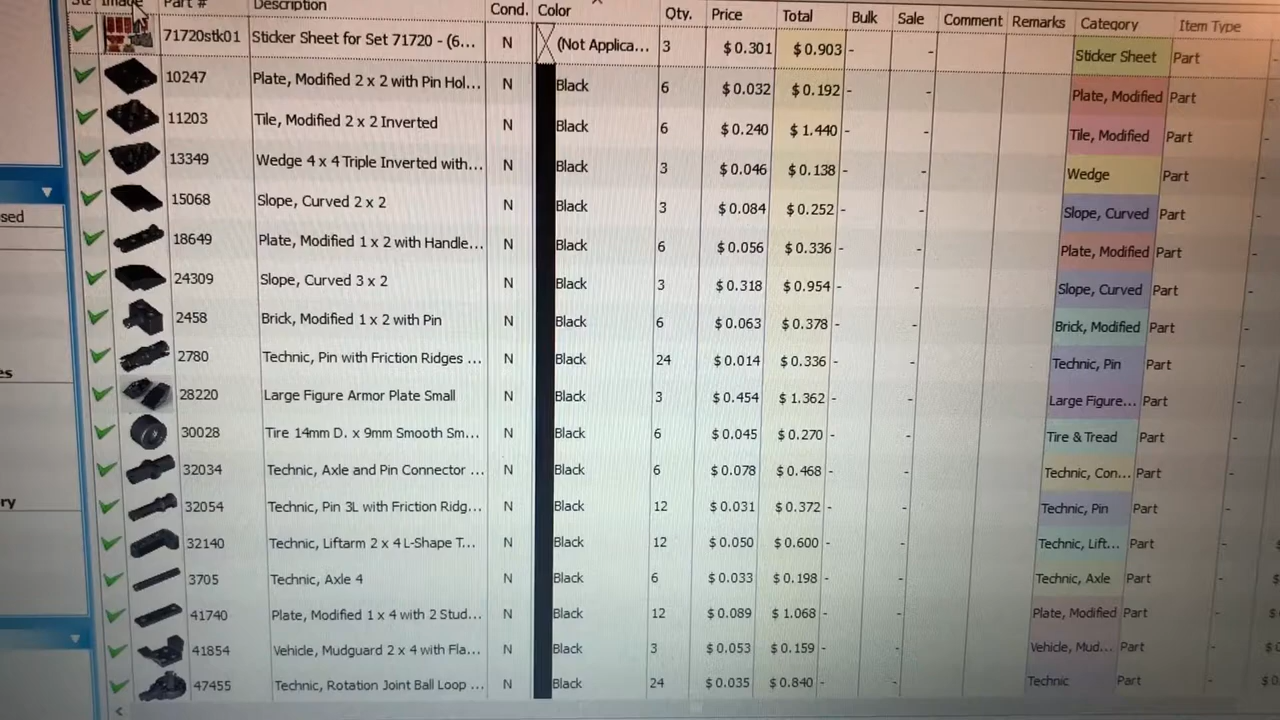 Image Part # Description Cond. Color Qty. Price Total Bulk Sale Comment Remarks Category Item Type
71720stk01 Sticker Sheet for Set 71720 - (6... N (Not Applica... 3 $ 0.301 $ 0.903 - - Sticker Sheet Part
10247 Plate, Modified 2 x 2 with Pin Hol... N Black 6 $ 0.032 $ 0.192 - - Plate, Modified Part
11203 Tile, Modified 2 x 2 Inverted N Black 6 $ 0.240 $ 1.440 - - Tile, Modified Part
13349 Wedge 4 x 4 Triple Inverted with... N Black 3 $ 0.046 $ 0.138 - - Wedge Part
15068 Slope, Curved 2 x 2 N Black 3 $ 0.084 $ 0.252 - - Slope, Curved Part
sed
18649 Plate, Modified 1 x 2 with Handle... N Black 6 $ 0.056 $ 0.336 - - Plate, Modified Part
24309 Slope, Curved 3 x 2 N Black 3 $ 0.318 $ 0.954 - - Slope, Curved Part
2458 Brick, Modified 1 x 2 with Pin N Black 6 $ 0.063 $ 0.378 - - Brick, Modified Part
2780 Technic, Pin with Friction Ridges ... N Black 24 $ 0.014 $ 0.336 - - Technic, Pin Part -
es
28220 Large Figure Armor Plate Small N Black 3 $ 0.454 $ 1.362 - - Large Figure... Part -
30028 Tire 14mm D. x 9mm Smooth Sm... N Black 6 $ 0.045 $ 0.270 - - Tire & Tread Part -
32034 Technic, Axle and Pin Connector ... N Black 6 $ 0.078 $ 0.468 - - Technic, Con... Part -
ry
32054 Technic, Pin 3L with Friction Ridg... N Black 12 $ 0.031 $ 0.372 - - Technic, Pin Part -
32140 Technic, Liftarm 2 x 4 L-Shape T... N Black 12 $ 0.050 $ 0.600 - - Technic, Lift... Part -
3705 Technic, Axle 4 N Black 6 $ 0.033 $ 0.198 - - Technic, Axle Part -
41740 Plate, Modified 1 x 4 with 2 Stud... N Black 12 $ 0.089 $ 1.068 - - Plate, Modified Part -
41854 Vehicle, Mudguard 2 x 4 with Fla... N Black 3 $ 0.053 $ 0.159 - - Vehicle, Mud... Part -
47455 Technic, Rotation Joint Ball Loop ... N Black 24 $ 0.035 $ 0.840 - - Technic Part - $0